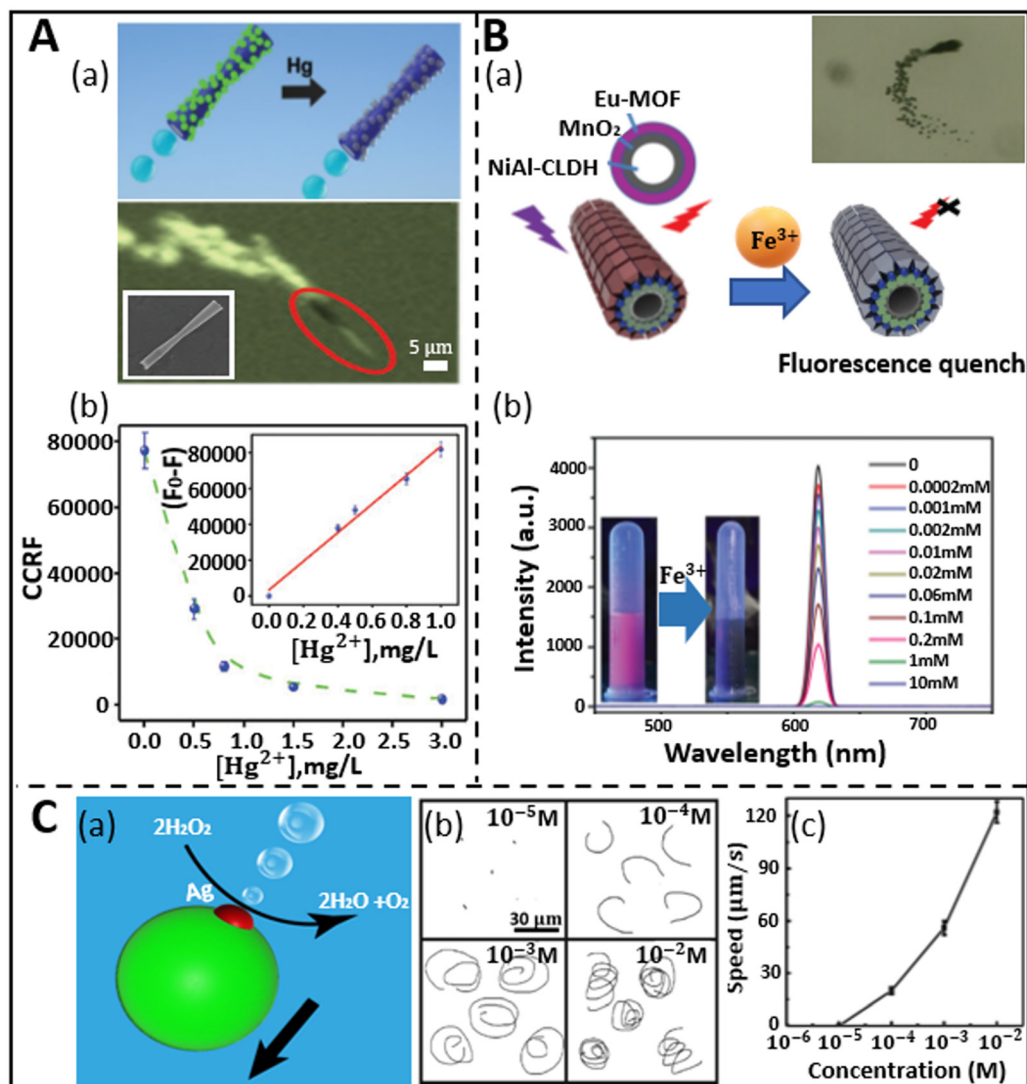 A
(a)
Hg
5 μm
(b)
CCRF
80000
60000
40000
20000
0
0.0 0.5 1.0 1.5 2.0 2.5 3.0
[Hg²⁺],mg/L
(F₀-F)
80000
60000
40000
20000
0
0.0 0.2 0.4 0.6 0.8 1.0
[Hg²⁺],mg/L
B
(a)
Eu-MOF
MnO₂
NiAl-CLDH
Fe³⁺
Fluorescence quench
(b)
Intensity (a.u.)
4000
3000
2000
1000
0
Fe³⁺
0
0.0002mM
0.001mM
0.002mM
0.01mM
0.02mM
0.06mM
0.1mM
0.2mM
1mM
10mM
500 600 700
Wavelength (nm)
C
(a)
2H₂O₂
Ag
2H₂O +O₂
(b)
10⁻⁵M
10⁻⁴M
30 μm
10⁻³M
10⁻²M
(c)
Speed (μm/s)
120
90
60
30
0
10⁻⁶ 10⁻⁵ 10⁻⁴ 10⁻³ 10⁻²
Concentration (M)